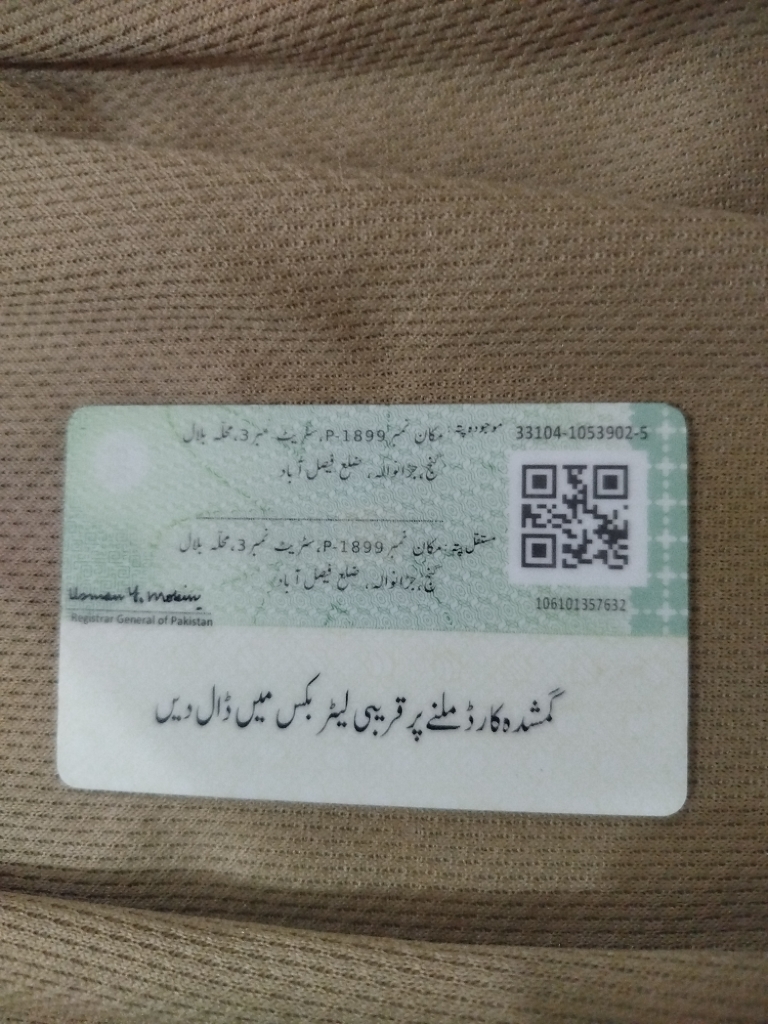 33104-1053902-5
موجودہ پتہ: مکان نمبر P-1899، سٹریٹ نمبر 3، محلہ بلال
گنج، جڑانوالہ، ضلع فیصل آباد
مستقل پتہ: مکان نمبر P-1899، سٹریٹ نمبر 3، محلہ بلال
گنج، جڑانوالہ، ضلع فیصل آباد
106101357632
Usman Y. Mobin
Registrar General of Pakistan
گمشدہ کارڈ ملنے پر قریبی لیٹر بکس میں ڈال دیں